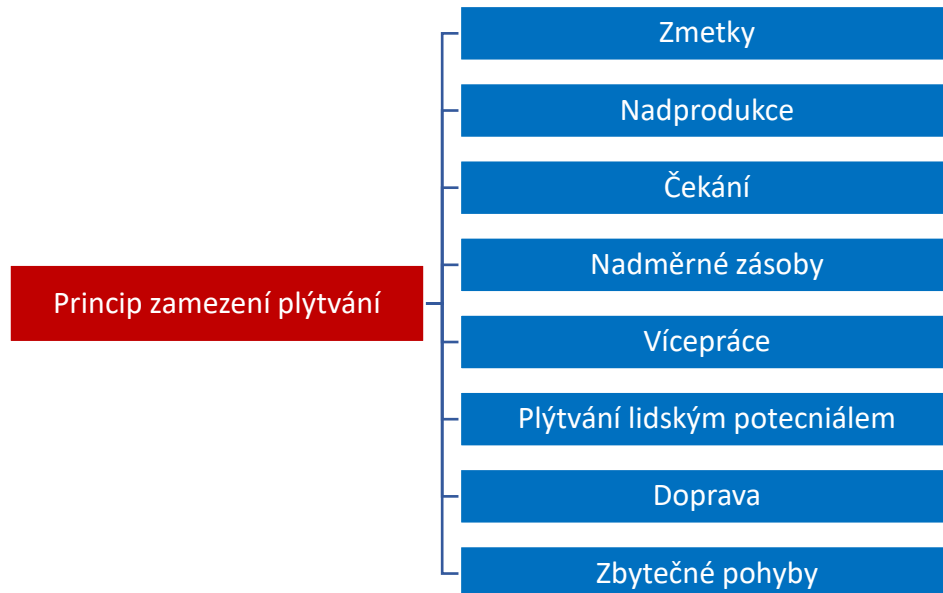 Zmetky
Nadprodukce
Čekání
Nadměrné zásoby
Princip zamezení plýtvání
Vícepráce
Plýtvání lidským potecniálem
Doprava
Zbytečné pohyby